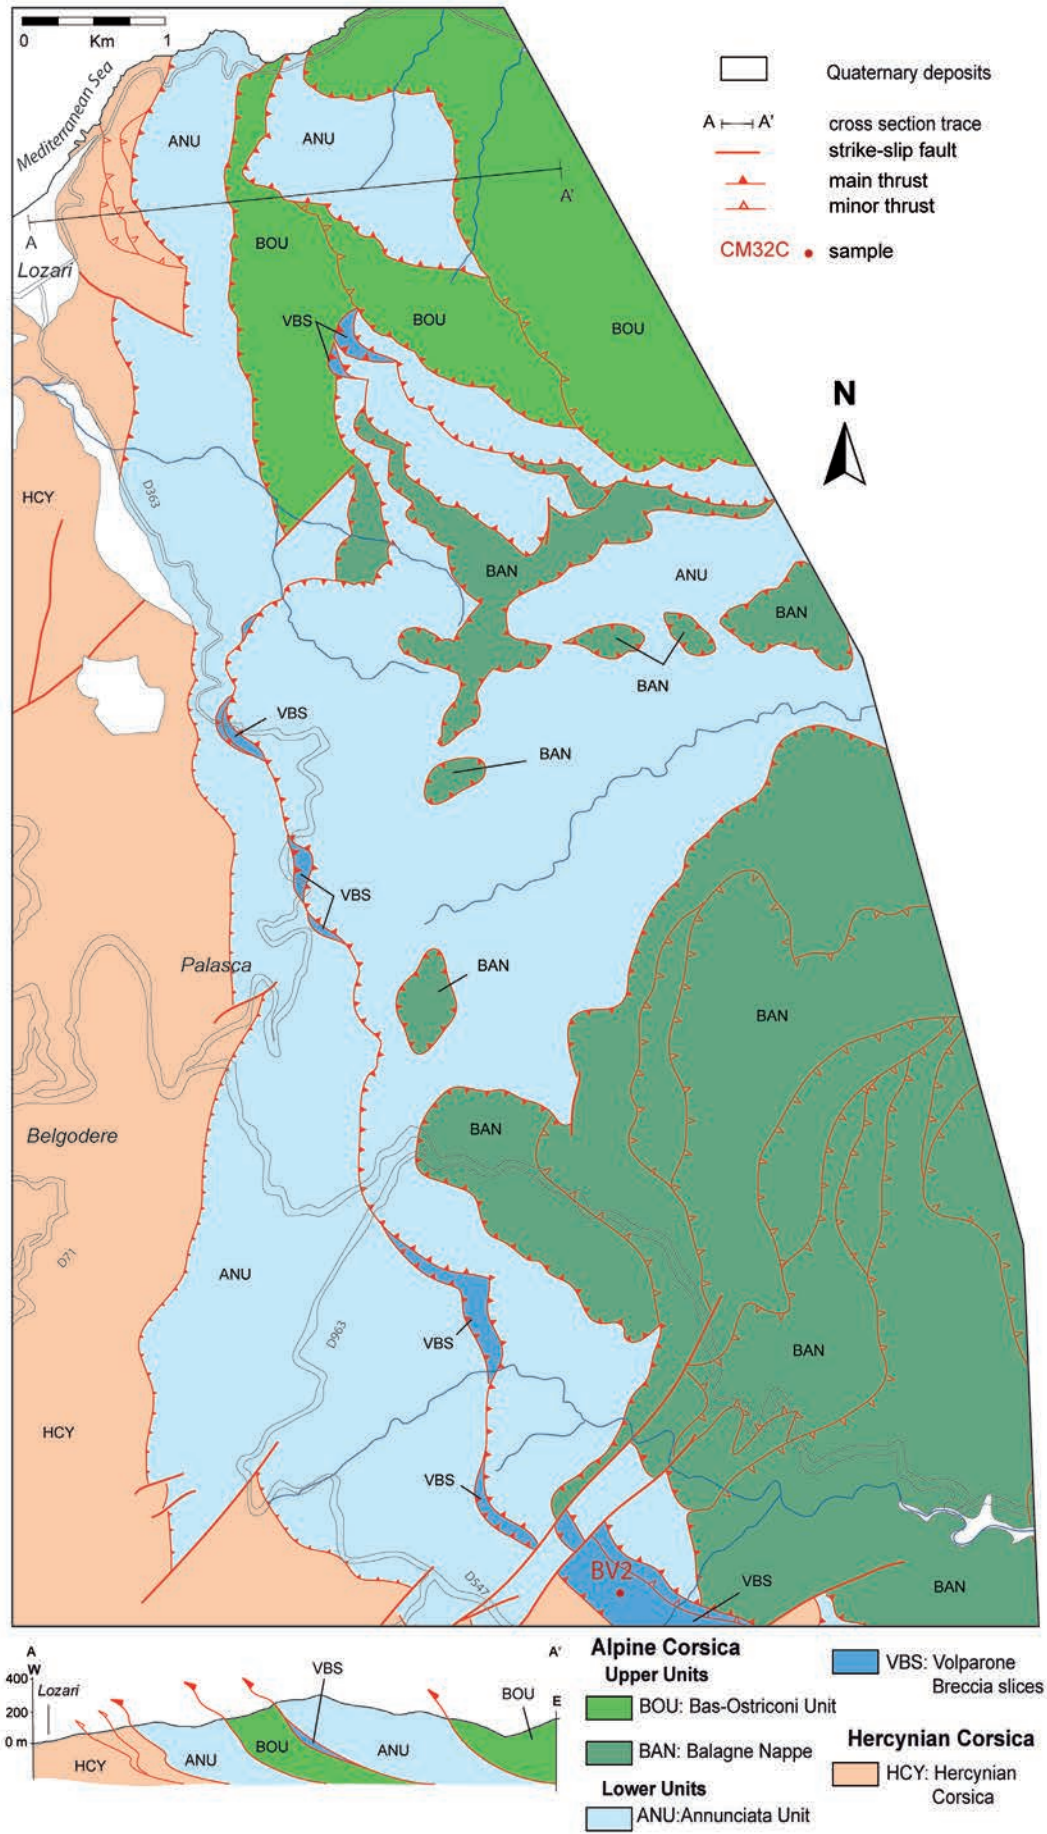 0 Km 1
Mediterranean Sea
ANU
ANU
A
A'
Lozari
BOU
VBS
BOU
BOU
HCY
D363
BAN
ANU
BAN
BAN
VBS
BAN
VBS
Palasca
BAN
BAN
Belgodere
BAN
D71
ANU
D963
VBS
BAN
HCY
VBS
BV2
D547
VBS
BAN
Quaternary deposits
A A' cross section trace
strike-slip fault
main thrust
minor thrust
CM32C sample
N
A
W
400
200
0 m
Lozari
VBS
A'
BOU
E
HCY
ANU
BOU
ANU
Alpine Corsica
Upper Units
BOU: Bas-Ostriconi Unit
BAN: Balagne Nappe
Lower Units
ANU:Annunciata Unit
VBS: Volparone
Breccia slices
Hercynian Corsica
HCY: Hercynian
Corsica